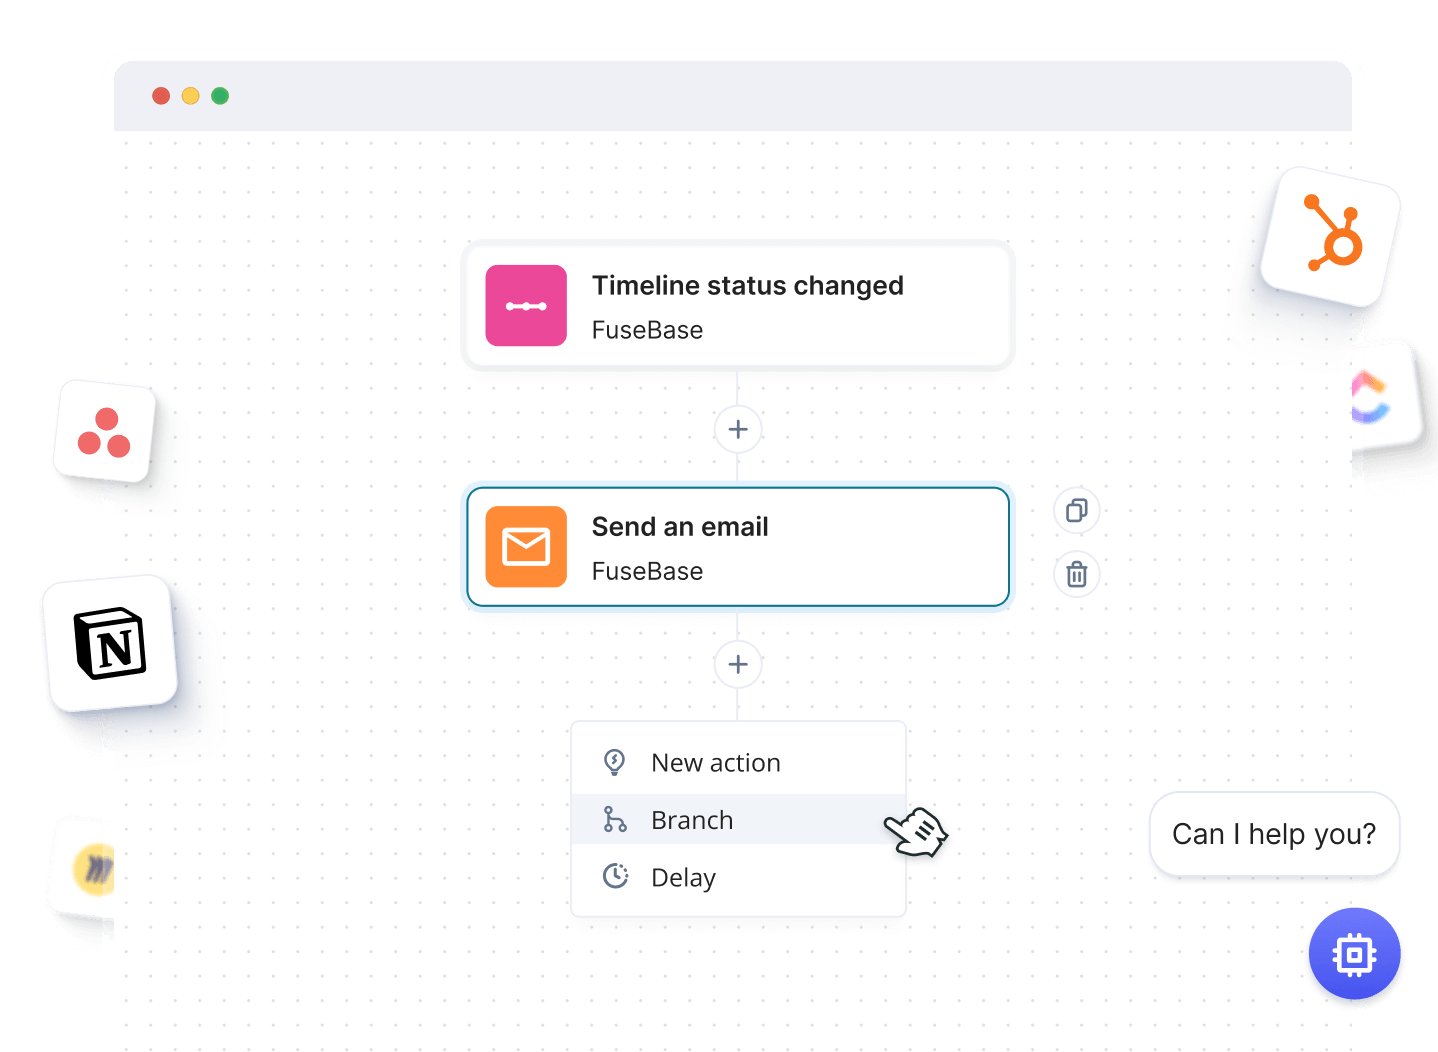 Timeline status changed
FuseBase
Send an email
FuseBase
New action
Branch
Delay
Can I help you?
N